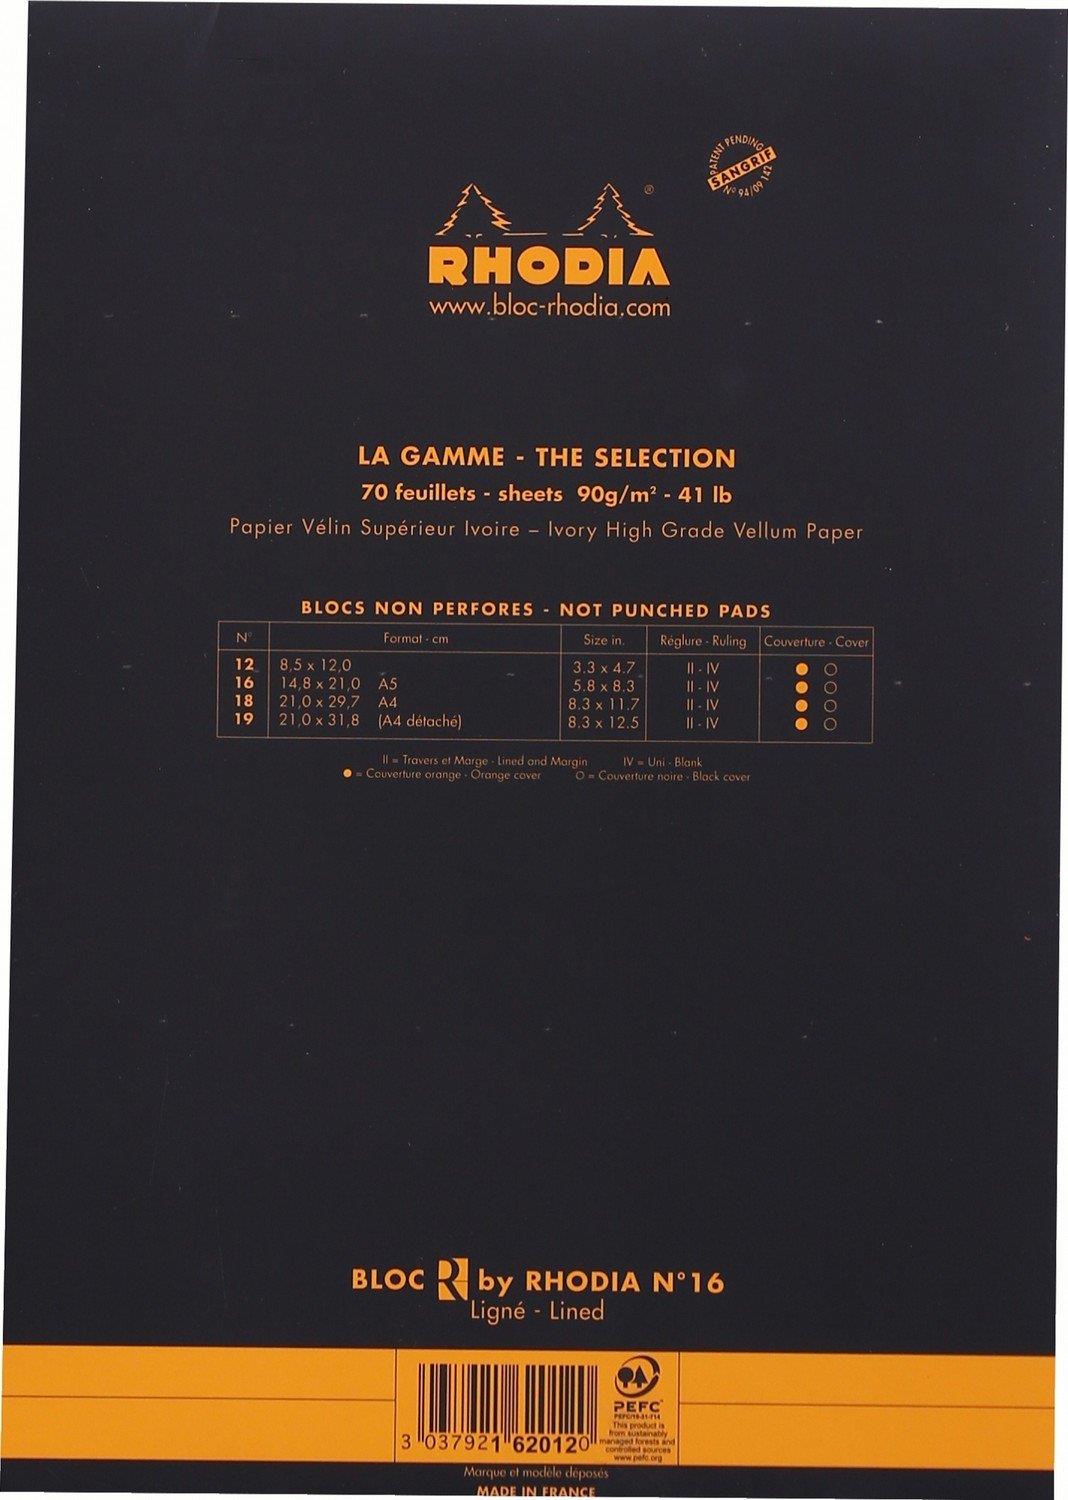 PATENT PENDING
SANGRIF
N° 94/09 142
®
RHODIA
www.bloc-rhodia.com
LA GAMME - THE SELECTION
70 feuillets - sheets 90g/m² - 41 lb
Papier Vélin Supérieur Ivoire – Ivory High Grade Vellum Paper
BLOCS NON PERFORES - NOT PUNCHED PADS
N° Format - cm Size in. Réglure - Ruling Couverture - Cover
12 8,5 x 12,0 3.3 x 4.7 II - IV
16 14,8 x 21,0 A5 5.8 x 8.3 II - IV
18 21,0 x 29,7 A4 8.3 x 11.7 II - IV
19 21,0 x 31,8 (A4 détaché) 8.3 x 12.5 II - IV
II = Travers et Marge - Lined and Margin IV = Uni - Blank
● = Couverture orange - Orange cover O = Couverture noire - Black cover
BLOC R by RHODIA N°16
Ligné - Lined
3 037921 620120
PEFC
PEFC/10-31-714
This product is
from sustainably
managed forests and
controlled sources
www.pefc.org
Marque et modèle déposés
MADE IN FRANCE